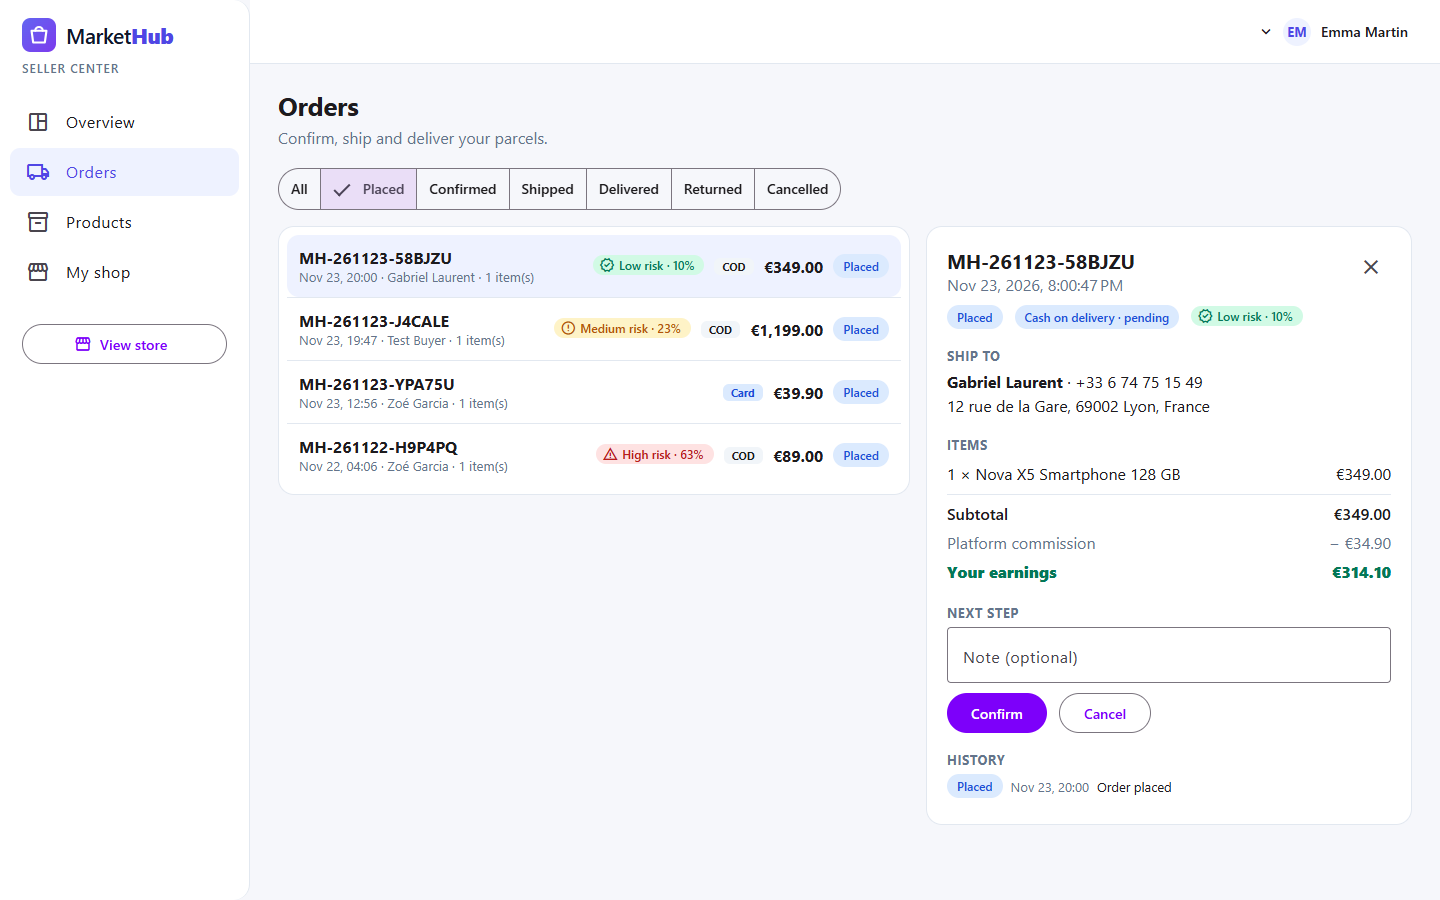 MarketHub
SELLER CENTER
Overview
Orders
Products
My shop
View store
EM Emma Martin
Orders
Confirm, ship and deliver your parcels.
All Placed Confirmed Shipped Delivered Returned Cancelled
MH-261123-58BJZU
Nov 23, 20:00 · Gabriel Laurent · 1 item(s)
Low risk · 10% COD €349.00 Placed
MH-261123-J4CALE
Nov 23, 19:47 · Test Buyer · 1 item(s)
Medium risk · 23% COD €1,199.00 Placed
MH-261123-YPA75U
Nov 23, 12:56 · Zoé Garcia · 1 item(s)
Card €39.90 Placed
MH-261122-H9P4PQ
Nov 22, 04:06 · Zoé Garcia · 1 item(s)
High risk · 63% COD €89.00 Placed
MH-261123-58BJZU
Nov 23, 2026, 8:00:47 PM
Placed Cash on delivery · pending Low risk · 10%
SHIP TO
Gabriel Laurent · +33 6 74 75 15 49
12 rue de la Gare, 69002 Lyon, France
ITEMS
1 × Nova X5 Smartphone 128 GB €349.00
Subtotal €349.00
Platform commission – €34.90
Your earnings €314.10
NEXT STEP
Note (optional)
Confirm Cancel
HISTORY
Placed Nov 23, 20:00 Order placed